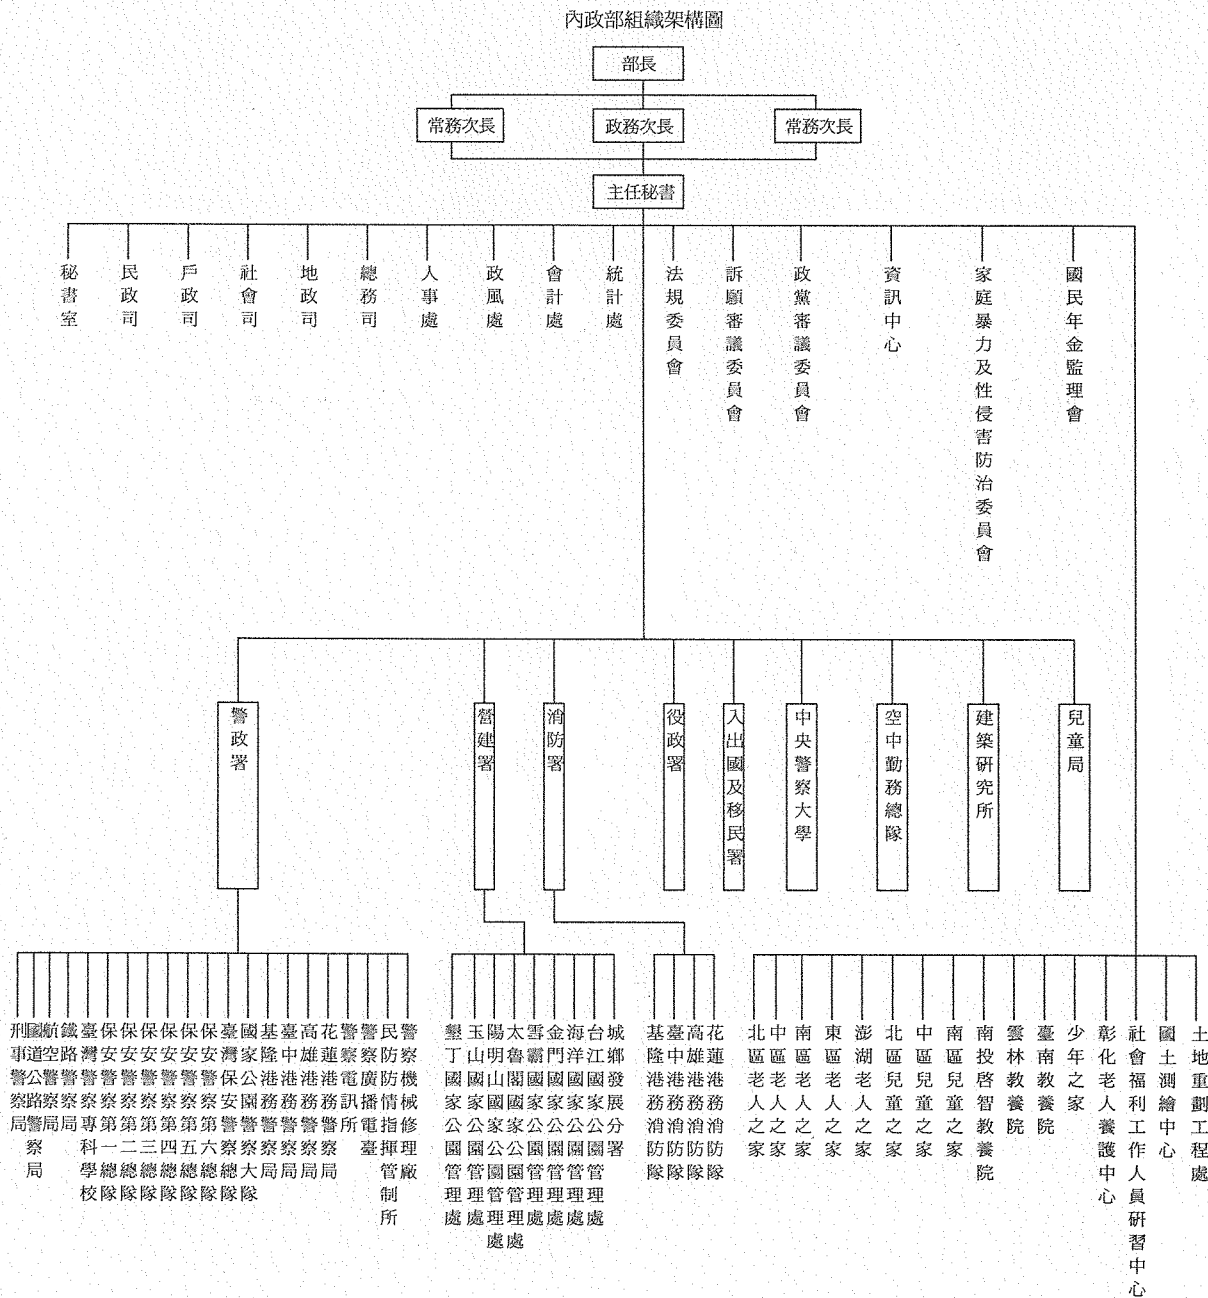 內政部組織架構圖
部長
常務次長
政務次長
常務次長
主任秘書
秘書室
民政司
戶政司
社會司
地政司
總務司
人事處
政風處
會計處
統計處
法規委員會
訴願審議委員會
政黨審議委員會
資訊中心
家庭暴力及性侵害防治委員會
國民年金監理會
警政署
營建署
消防署
役政署
入出國及移民署
中央警察大學
空中勤務總隊
建築研究所
兒童局
刑事警察局
國道公路警察局
航空警察局
鐵路警察局
臺灣警察專科學校
保安警察第一總隊
保安警察第二總隊
保安警察第三總隊
保安警察第四總隊
保安警察第五總隊
保安警察第六總隊
臺灣保安警察總隊
國家公園警察大隊
基隆港務警察局
臺中港務警察局
高雄港務警察局
花蓮港務警察局
警察電訊所
警察廣播電臺
民防防情指揮管制所
警察機械修理廠
墾丁國家公園管理處
玉山國家公園管理處
陽明山國家公園管理處
太魯閣國家公園管理處
雪霸國家公園管理處
金門國家公園管理處
海洋國家公園管理處
台江國家公園管理處
城鄉發展分署
基隆港務消防隊
臺中港務消防隊
高雄港務消防隊
花蓮港務消防隊
北區老人之家
中區老人之家
南區老人之家
東區老人之家
澎湖老人之家
北區兒童之家
中區兒童之家
南區兒童之家
南投啓智教養院
雲林教養院
臺南教養院
少年之家
彰化老人養護中心
社會福利工作人員研習中心
國土測繪中心
土地重劃工程處